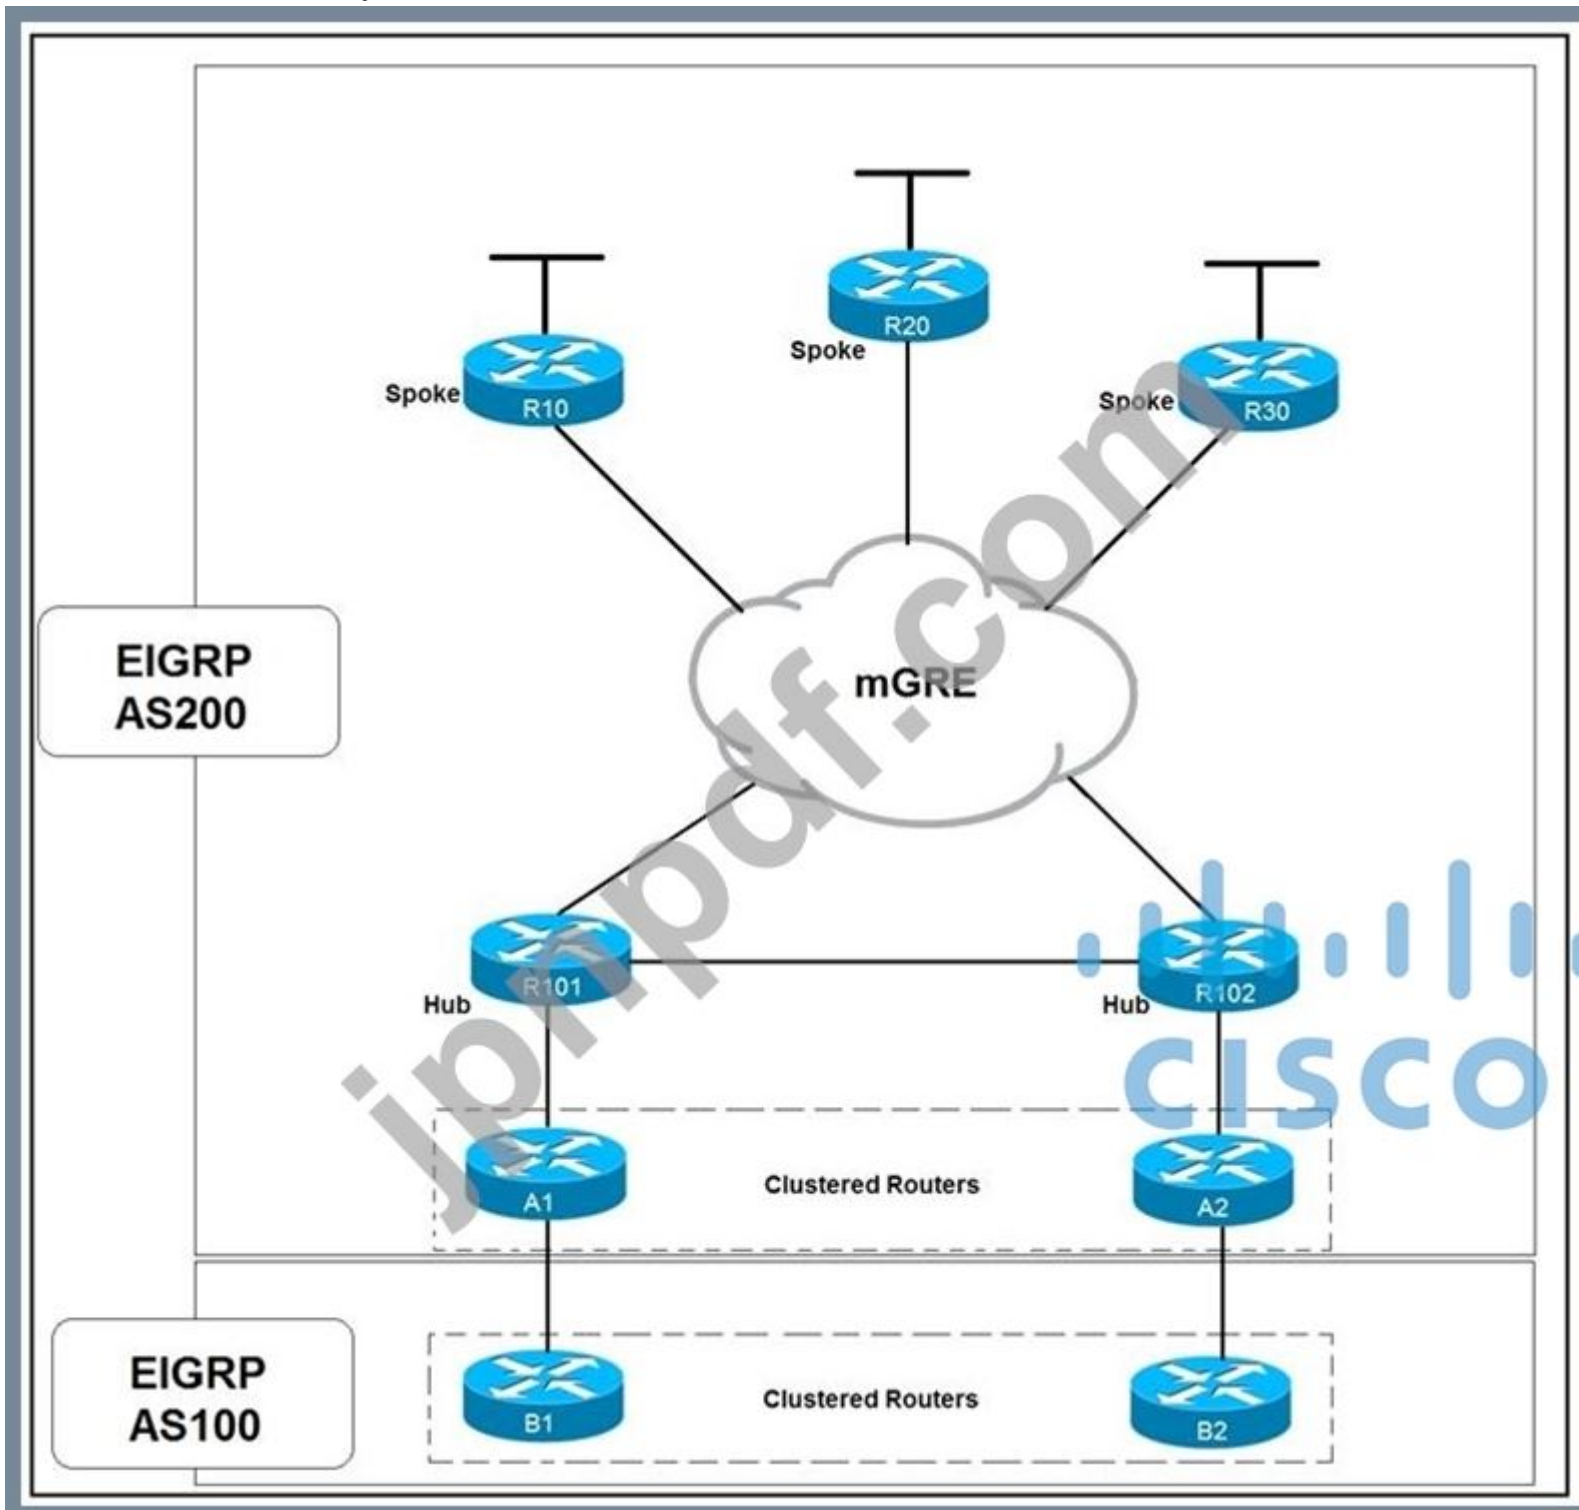 R20
Spoke
R10
Spoke
R30
Spoke
EIGRP
AS200
mGRE
R101
Hub
R102
Hub
CISCO
A1
Clustered Routers
A2
EIGRP
AS100
B1
Clustered Routers
B2
jpnpdf.com